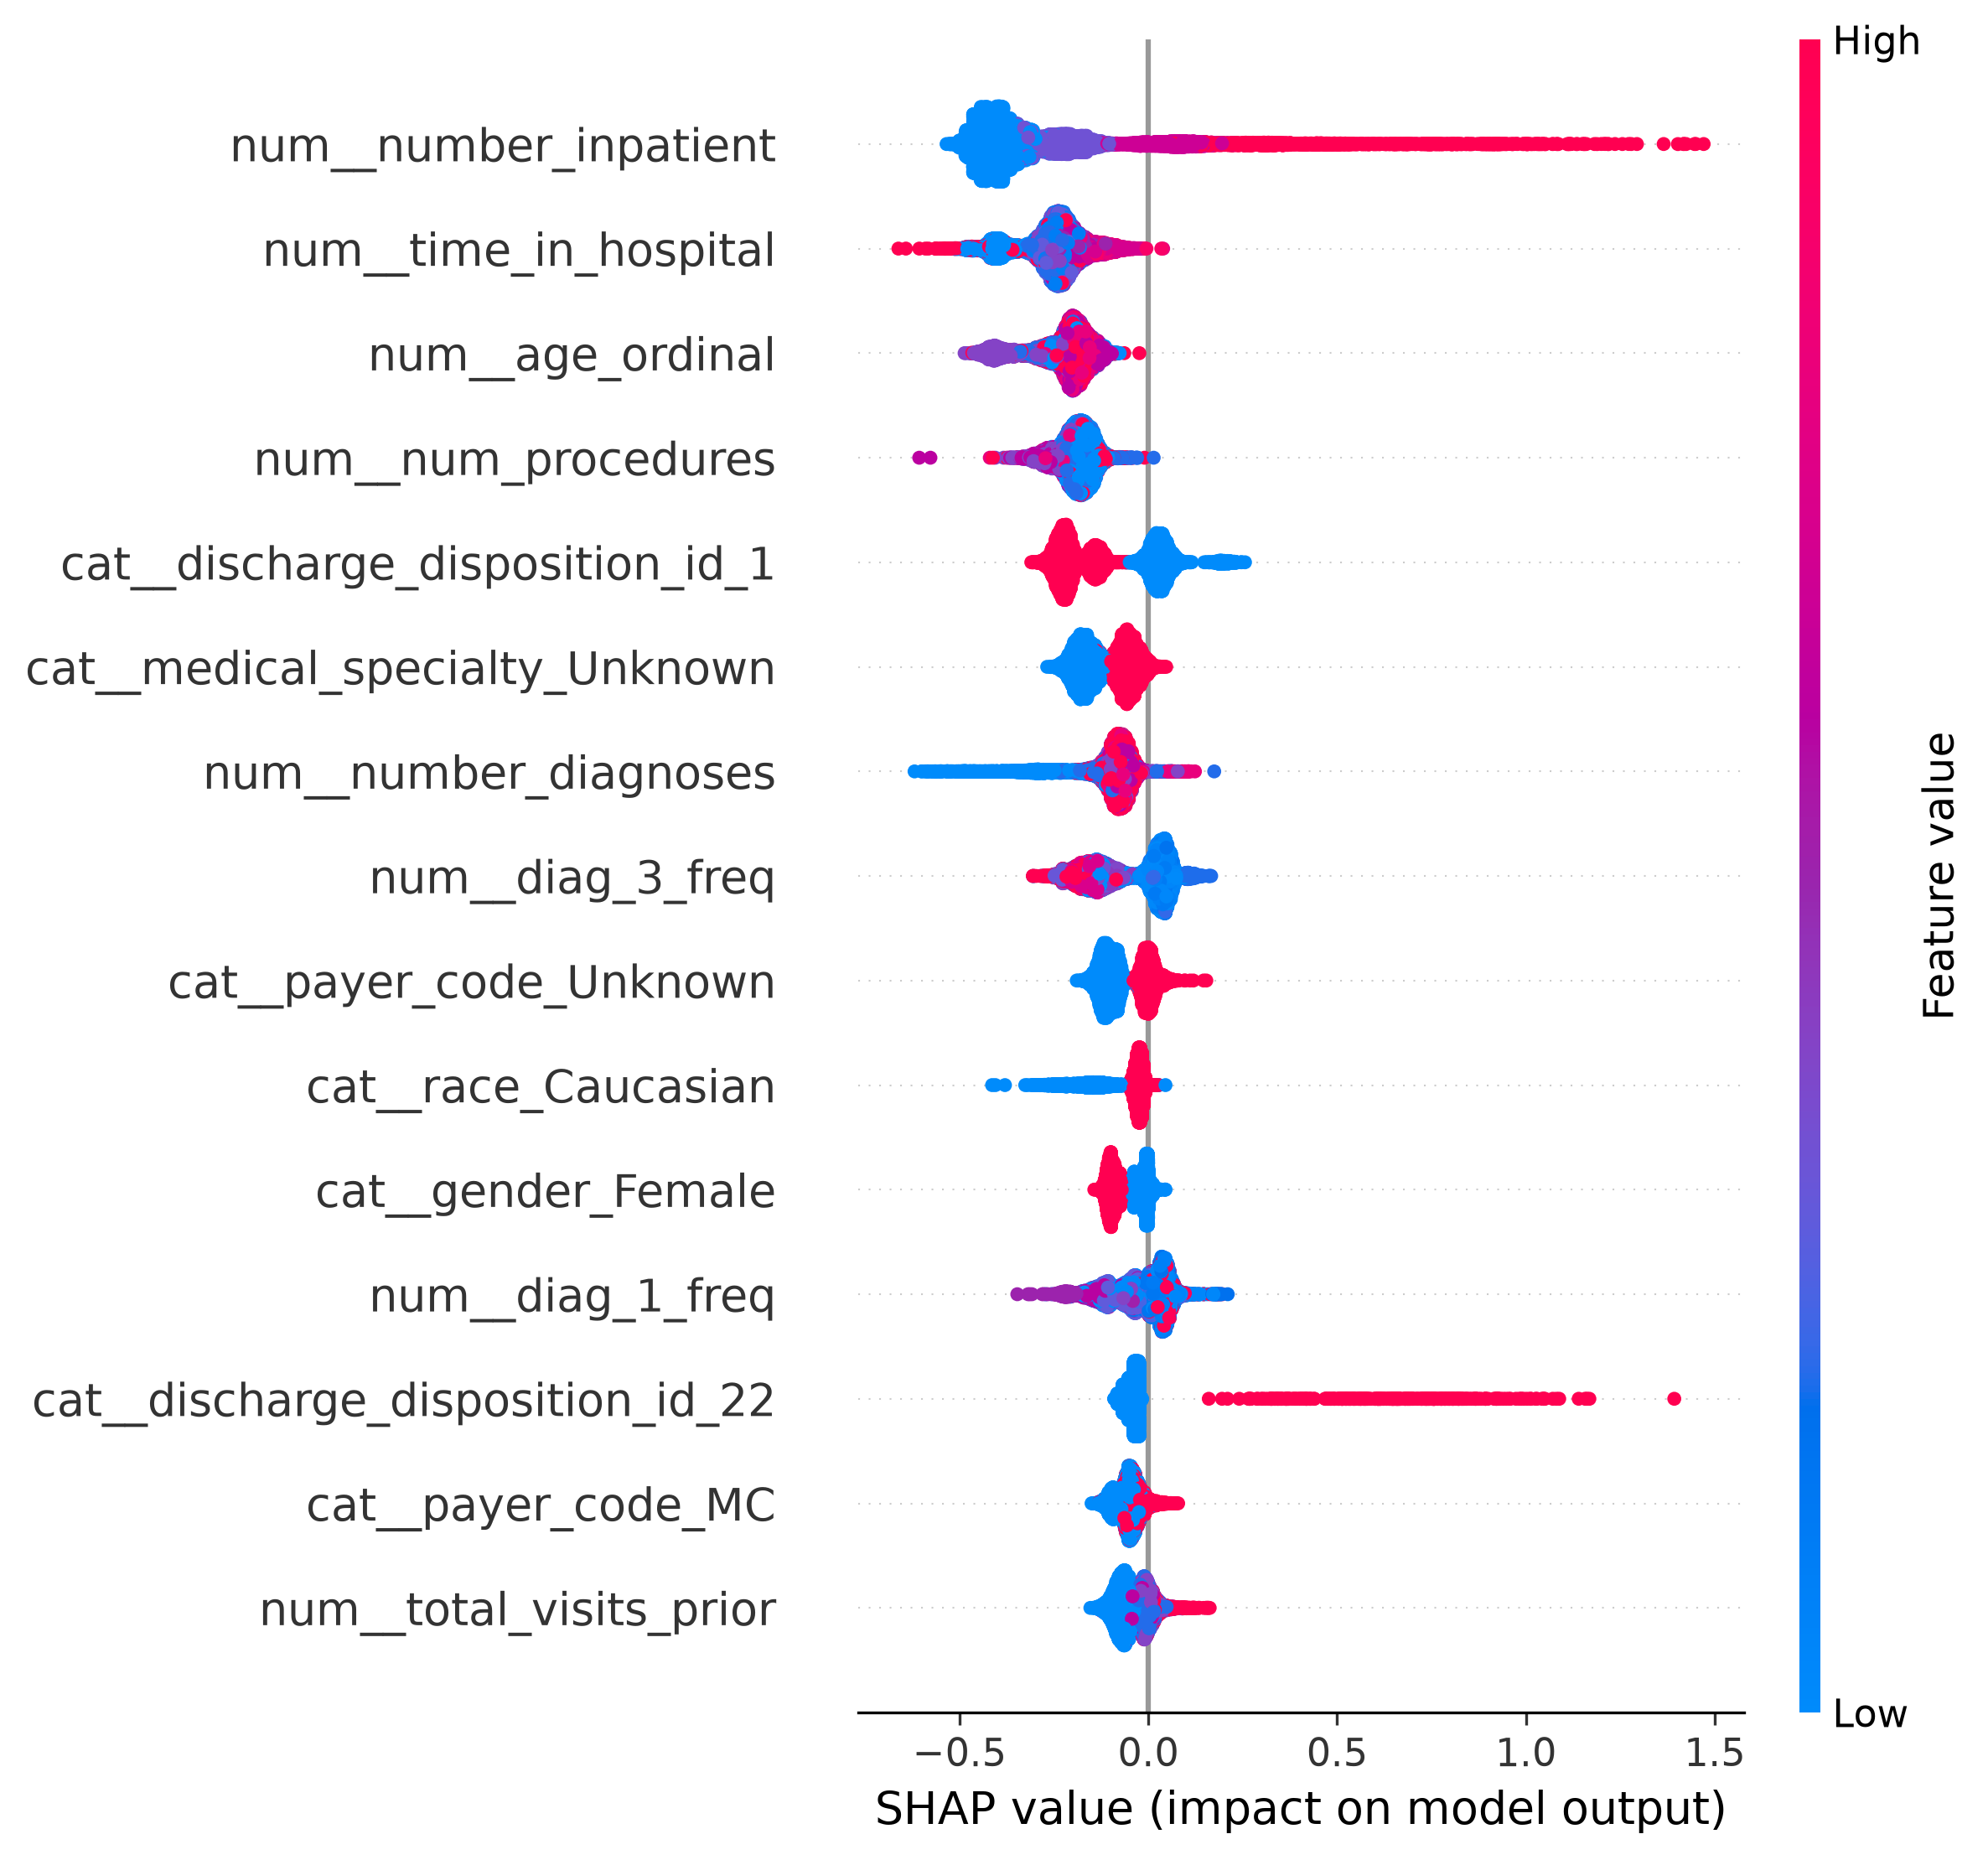 High
num__number_inpatient
num__time_in_hospital
num__age_ordinal
num__num_procedures
cat__discharge_disposition_id_1
cat__medical_specialty_Unknown
num__number_diagnoses
num__diag_3_freq
cat__payer_code_Unknown
cat__race_Caucasian
cat__gender_Female
num__diag_1_freq
cat__discharge_disposition_id_22
cat__payer_code_MC
num__total_visits_prior
Feature value
Low
−0.5 0.0 0.5 1.0 1.5
SHAP value (impact on model output)